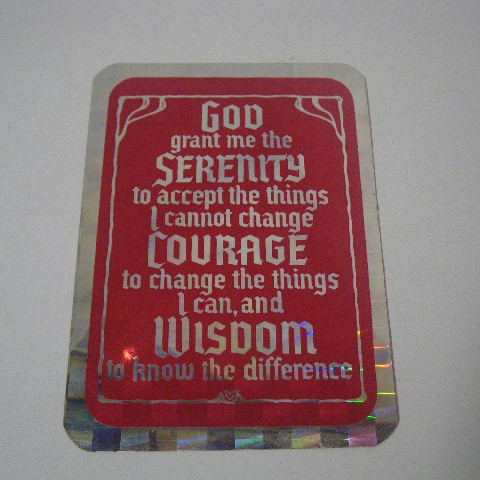 GOD
grant me the
SERENITY
to accept the things
I cannot change
COURAGE
to change the things
I can, and
WISDOM
to know the difference